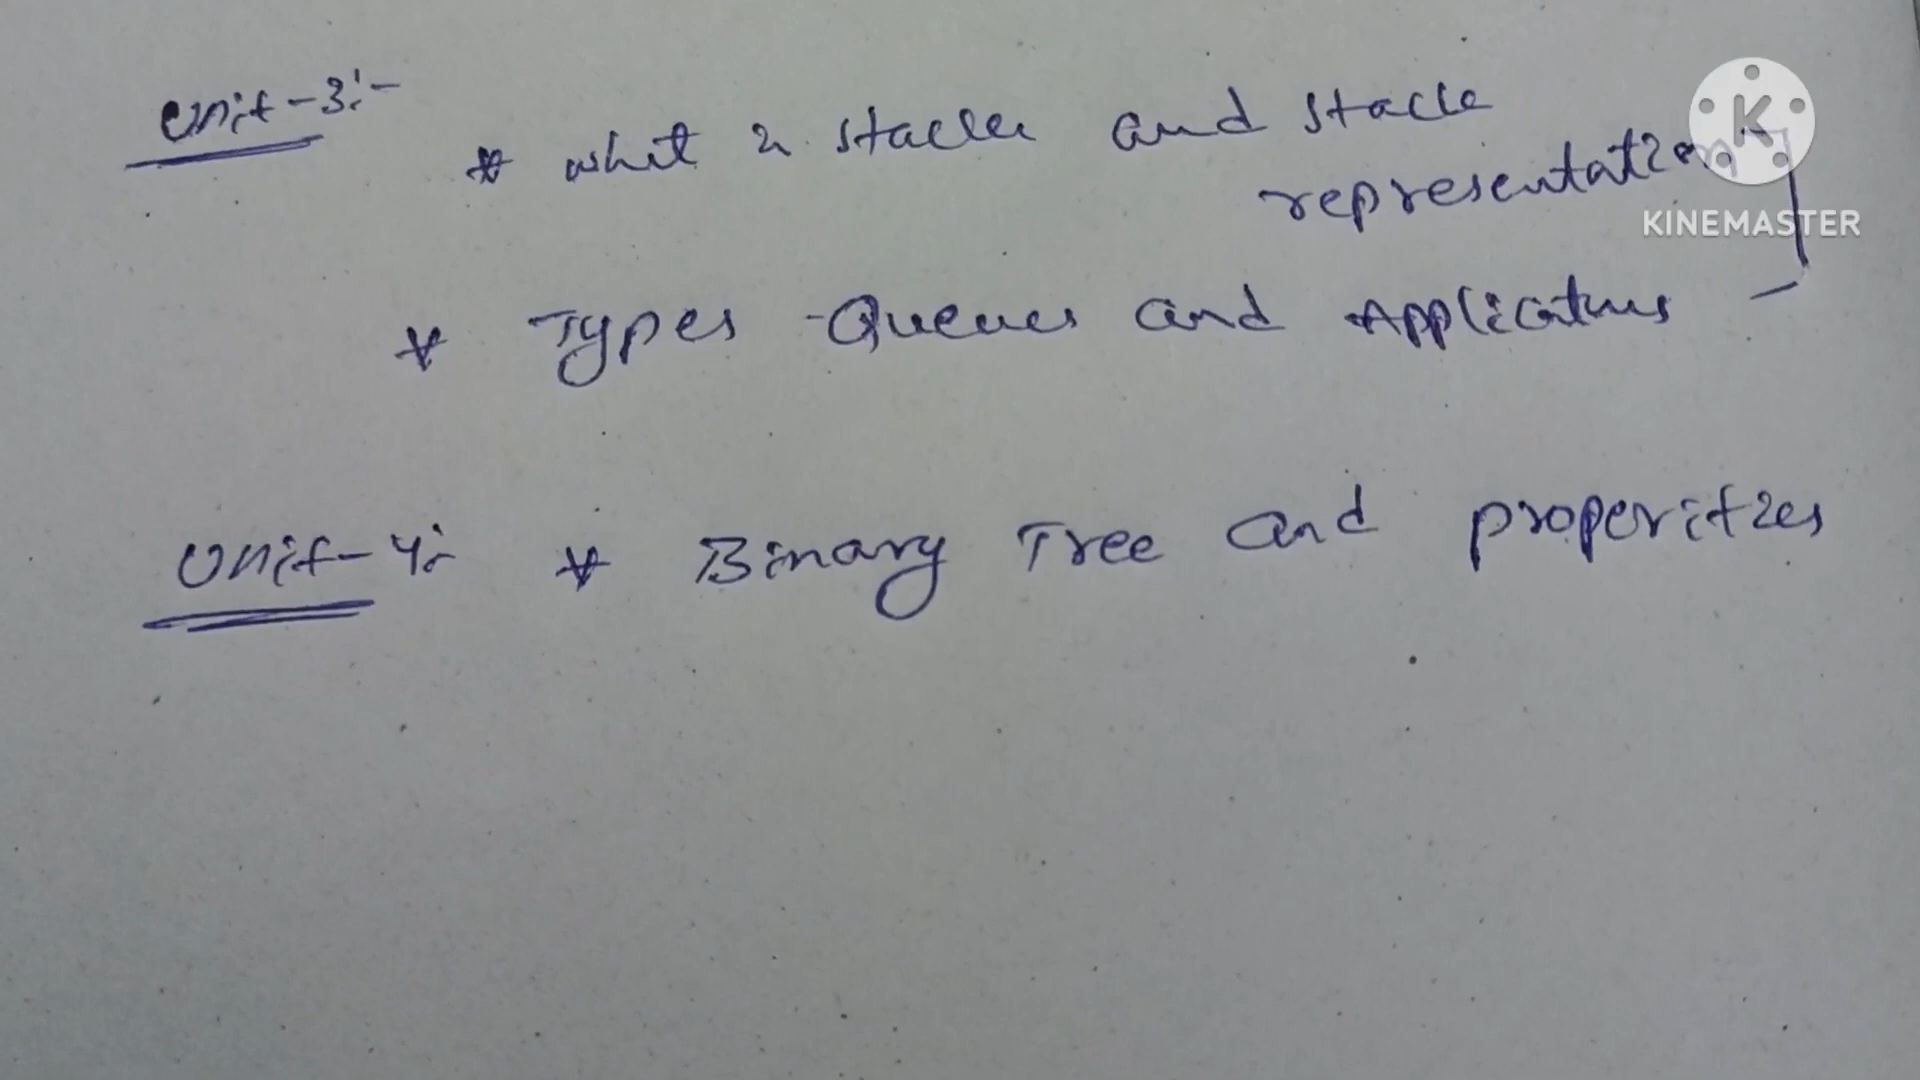 Unit-3:-
* what is stack and stack
representation
* Types -Queues and Applications -
Unit-4:- * Binary Tree and properities
K
KINEMASTER